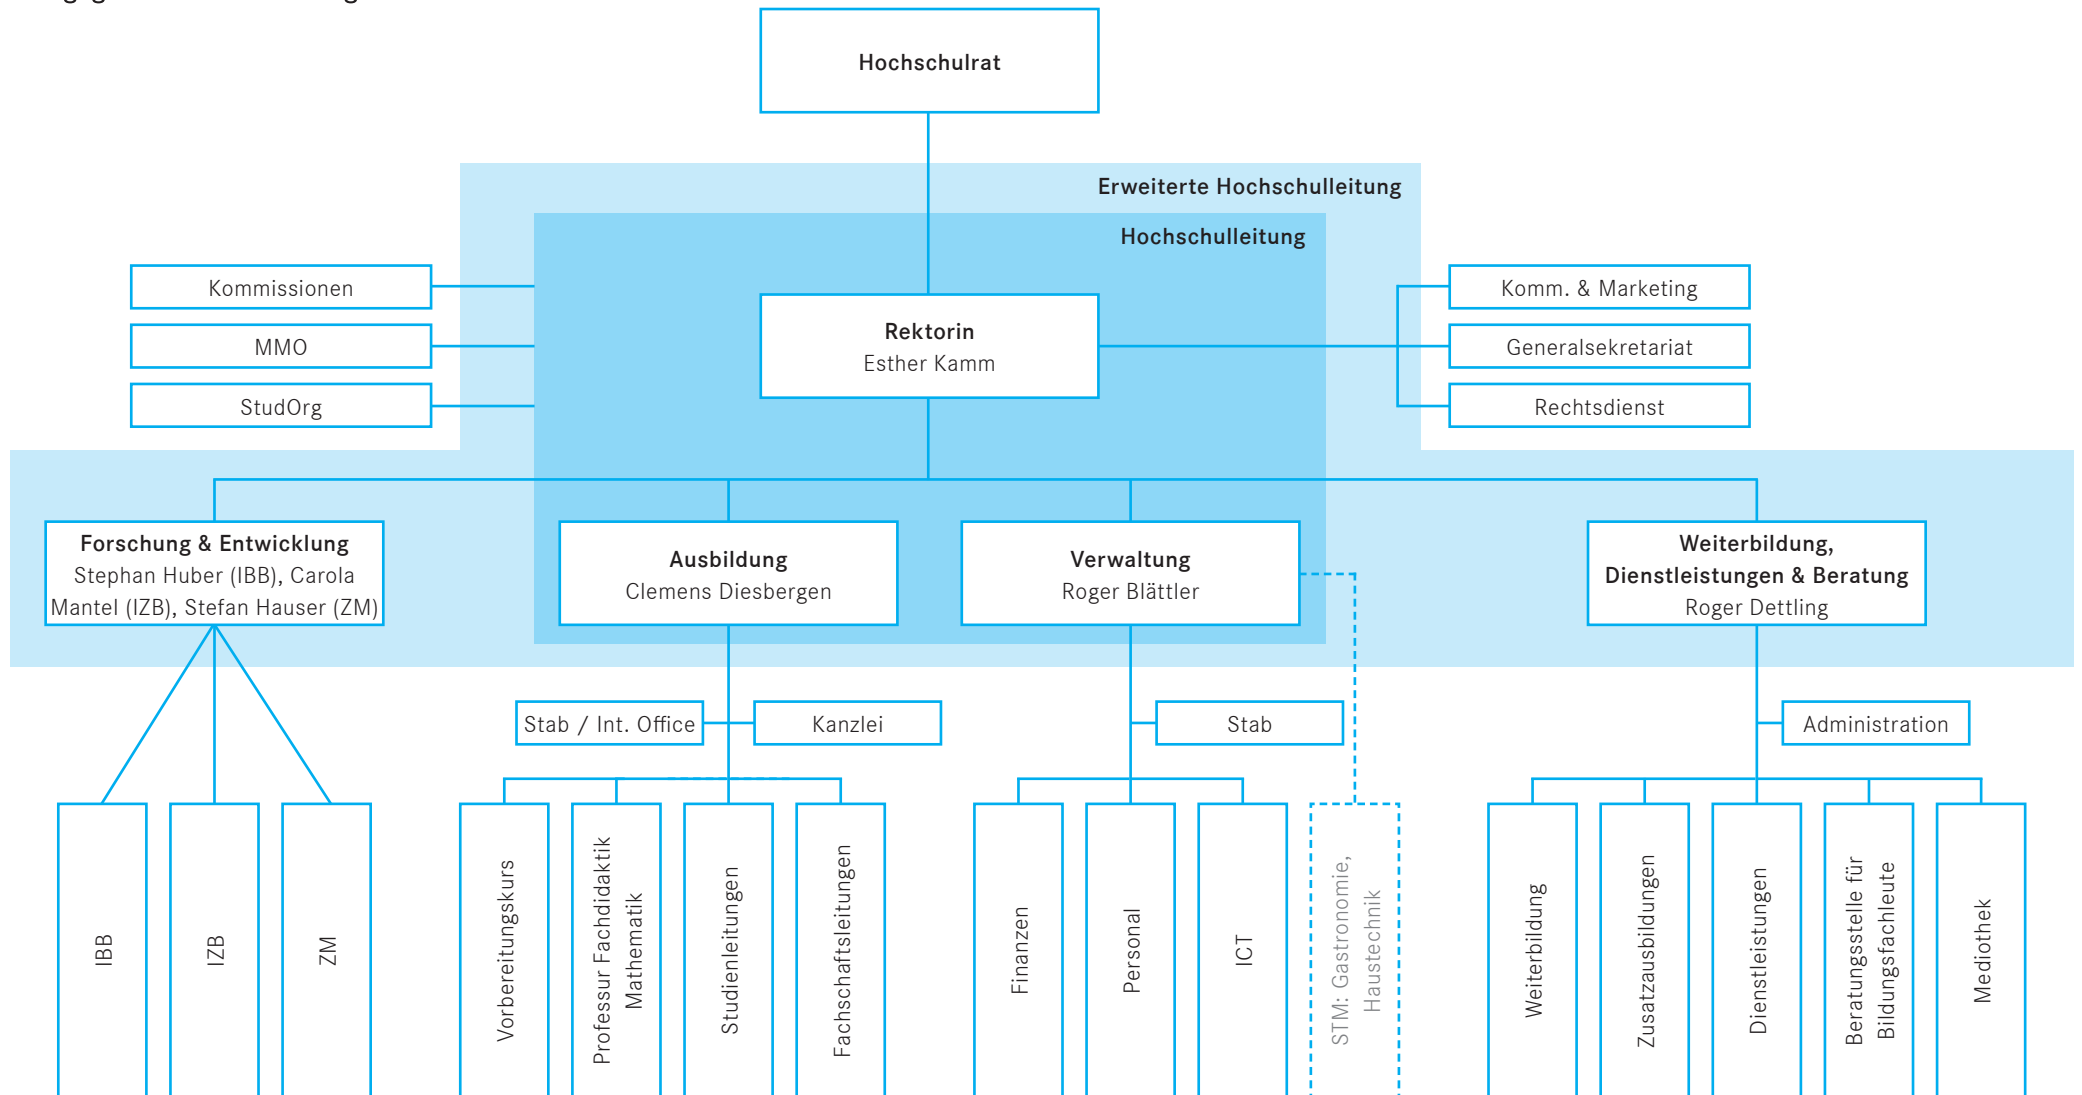 Hochschulrat
Erweiterte Hochschulleitung
Hochschulleitung
Kommissionen
MMO
StudOrg
Rektorin
Esther Kamm
Komm. & Marketing
Generalsekretariat
Rechtsdienst
Forschung & Entwicklung
Stephan Huber (IBB), Carola
Mantel (IZB), Stefan Hauser (ZM)
Ausbildung
Clemens Diesbergen
Verwaltung
Roger Blättler
Weiterbildung,
Dienstleistungen & Beratung
Roger Dettling
Stab / Int. Office
Kanzlei
Stab
Administration
IBB
IZB
ZM
Vorbereitungskurs
Professur Fachdidaktik
Mathematik
Studienleitungen
Fachschaftsleitungen
Finanzen
Personal
ICT
STM: Gastronomie,
Haustechnik
Weiterbildung
Zusatzausbildungen
Dienstleistungen
Beratungsstelle für
Bildungsfachleute
Mediothek